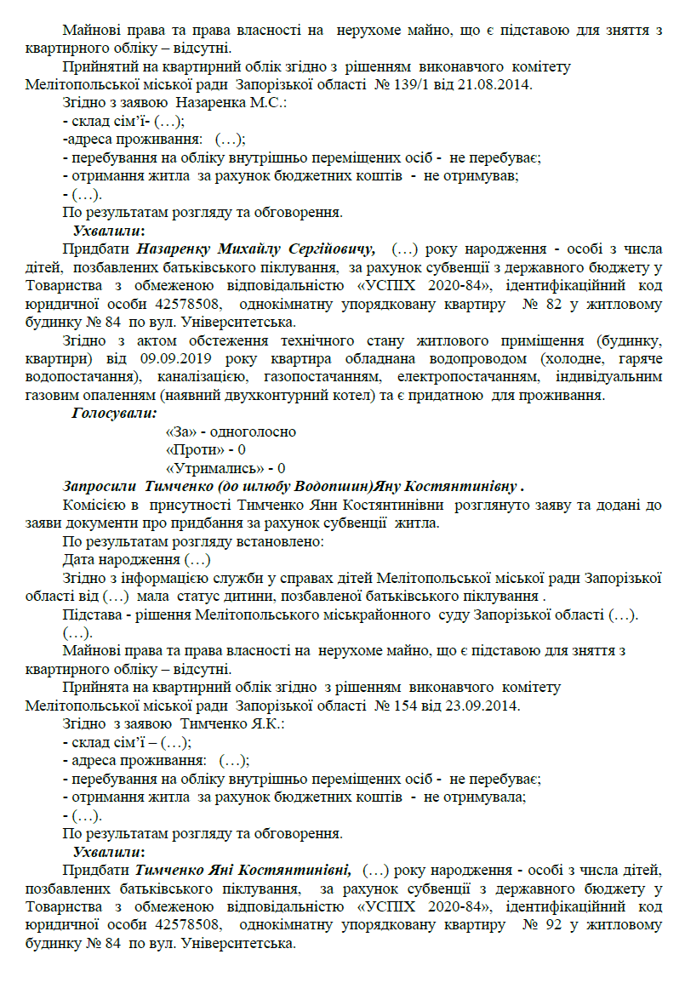 Майнові права та права власності на нерухоме майно, що є підставою для зняття з
квартирного обліку – відсутні.
Прийнятий на квартирний облік згідно з рішенням виконавчого комітету
Мелітопольської міської ради Запорізької області № 139/1 від 21.08.2014.
Згідно з заявою Назаренка М.С.:
- склад сім’ї- (…);
-адреса проживання: (…);
- перебування на обліку внутрішньо переміщених осіб - не перебуває;
- отримання житла за рахунок бюджетних коштів - не отримував;
- (…).
По результатам розгляду та обговорення.
Ухвалили:
Придбати Назаренку Михайлу Сергійовичу, (…) року народження - особі з числа
дітей, позбавлених батьківського піклування, за рахунок субвенції з державного бюджету у
Товариства з обмеженою відповідальністю «УСПІХ 2020-84», ідентифікаційний код
юридичної особи 42578508, однокімнатну упорядковану квартиру № 82 у житловому
будинку № 84 по вул. Університетська.
Згідно з актом обстеження технічного стану житлового приміщення (будинку,
квартири) від 09.09.2019 року квартира обладнана водопроводом (холодне, гаряче
водопостачання), каналізацією, газопостачанням, електропостачанням, індивідуальним
газовим опаленням (наявний двухконтурний котел) та є придатною для проживання.
Голосували:
«За» - одноголосно
«Проти» - 0
«Утримались» - 0
Запросили Тимченко (до шлюбу Водопшин)Яну Костянтинівну .
Комісією в присутності Тимченко Яни Костянтинівни розглянуто заяву та додані до
заяви документи про придбання за рахунок субвенції житла.
По результатам розгляду встановлено:
Дата народження (…)
Згідно з інформацією служби у справах дітей Мелітопольської міської ради Запорізької
області від (…) мала статус дитини, позбавленої батьківського піклування .
Підстава - рішення Мелітопольського міськрайонного суду Запорізької області (…).
(…).
Майнові права та права власності на нерухоме майно, що є підставою для зняття з
квартирного обліку – відсутні.
Прийнята на квартирний облік згідно з рішенням виконавчого комітету
Мелітопольської міської ради Запорізької області № 154 від 23.09.2014.
Згідно з заявою Тимченко Я.К.:
- склад сім’ї – (…);
- адреса проживання: (…);
- перебування на обліку внутрішньо переміщених осіб - не перебуває;
- отримання житла за рахунок бюджетних коштів - не отримувала;
- (…).
По результатам розгляду та обговорення.
Ухвалили:
Придбати Тимченко Яні Костянтинівні, (…) року народження - особі з числа дітей,
позбавлених батьківського піклування, за рахунок субвенції з державного бюджету у
Товариства з обмеженою відповідальністю «УСПІХ 2020-84», ідентифікаційний код
юридичної особи 42578508, однокімнатну упорядковану квартиру № 92 у житловому
будинку № 84 по вул. Університетська.